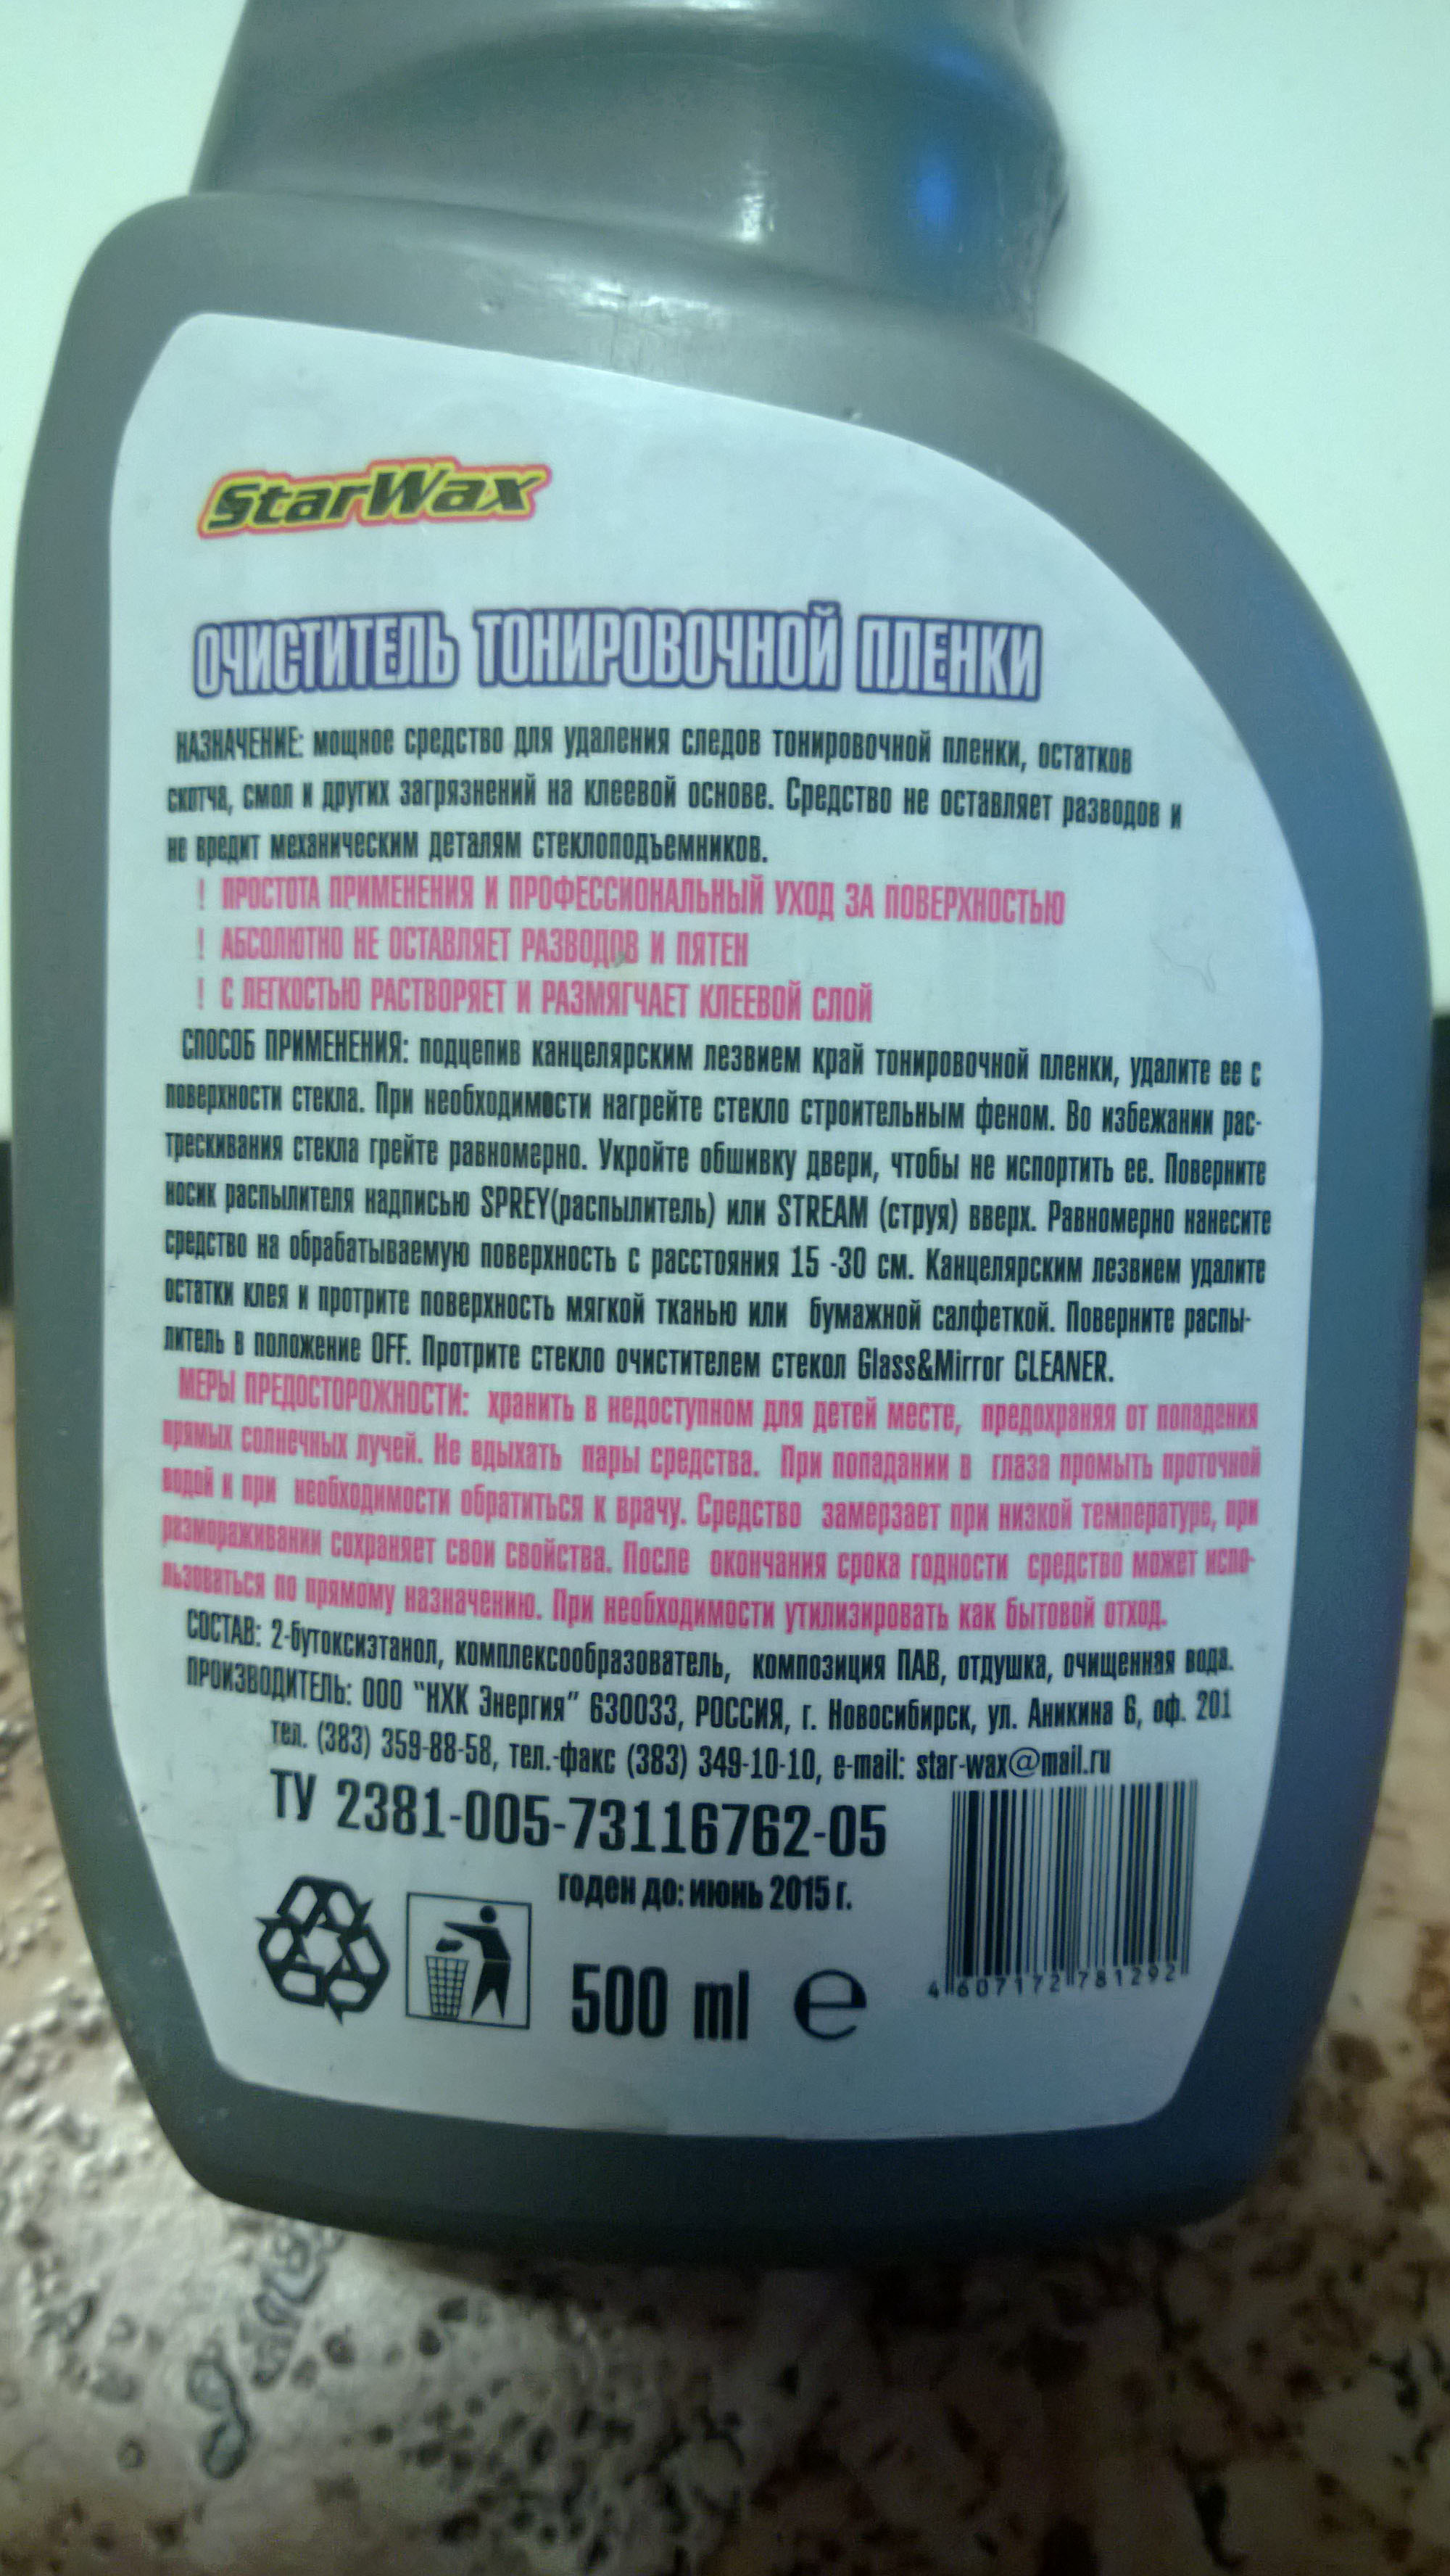 StarWax
ОЧИСТИТЕЛЬ ТОНИРОВОЧНОЙ ПЛЕНКИ
НАЗНАЧЕНИЕ: мощное средство для удаления следов тонировочной пленки, остатков
скотча, смол и других загрязнений на клеевой основе. Средство не оставляет разводов и
не вредит механическим деталям стеклоподъемников.
! ПРОСТОТА ПРИМЕНЕНИЯ И ПРОФЕССИОНАЛЬНЫЙ УХОД ЗА ПОВЕРХНОСТЬЮ
! АБСОЛЮТНО НЕ ОСТАВЛЯЕТ РАЗВОДОВ И ПЯТЕН
! С ЛЕГКОСТЬЮ РАСТВОРЯЕТ И РАЗМЯГЧАЕТ КЛЕЕВОЙ СЛОЙ
СПОСОБ ПРИМЕНЕНИЯ: подцепив канцелярским лезвием край тонировочной пленки, удалите ее с
поверхности стекла. При необходимости нагрейте стекло строительным феном. Во избежании рас-
трескивания стекла грейте равномерно. Укройте обшивку двери, чтобы не испортить ее. Поверните
носик распылителя надписью SPREY(распылитель) или STREAM (струя) вверх. Равномерно нанесите
средство на обрабатываемую поверхность с расстояния 15 -30 см. Канцелярским лезвием удалите
остатки клея и протрите поверхность мягкой тканью или бумажной салфеткой. Поверните распы-
литель в положение OFF. Протрите стекло очистителем стекол Glass&Mirror CLEANER.
МЕРЫ ПРЕДОСТОРОЖНОСТИ: хранить в недоступном для детей месте, предохраняя от попадения
прямых солнечных лучей. Не вдыхать пары средства. При попадании в глаза промыть проточной
водой и при необходимости обратиться к врачу. Средство замерзает при низкой температуре, при
размораживании сохраняет свои свойства. После окончания срока годности средство может испо-
льзоваться по прямому назначению. При необходимости утилизировать как бытовой отход.
СОСТАВ: 2-бутоксиэтанол, комплексообразователь, композиция ПАВ, отдушка, очищенная вода.
ПРОИЗВОДИТЕЛЬ: ООО "НХК Энергия" 630033, РОССИЯ, г. Новосибирск, ул. Аникина 6, оф. 201
тел. (383) 359-88-58, тел.-факс (383) 349-10-10, e-mail: star-wax@mail.ru
ТУ 2381-005-73116762-05
годен до: июнь 2015 г.
500 ml e
4 607172 781292